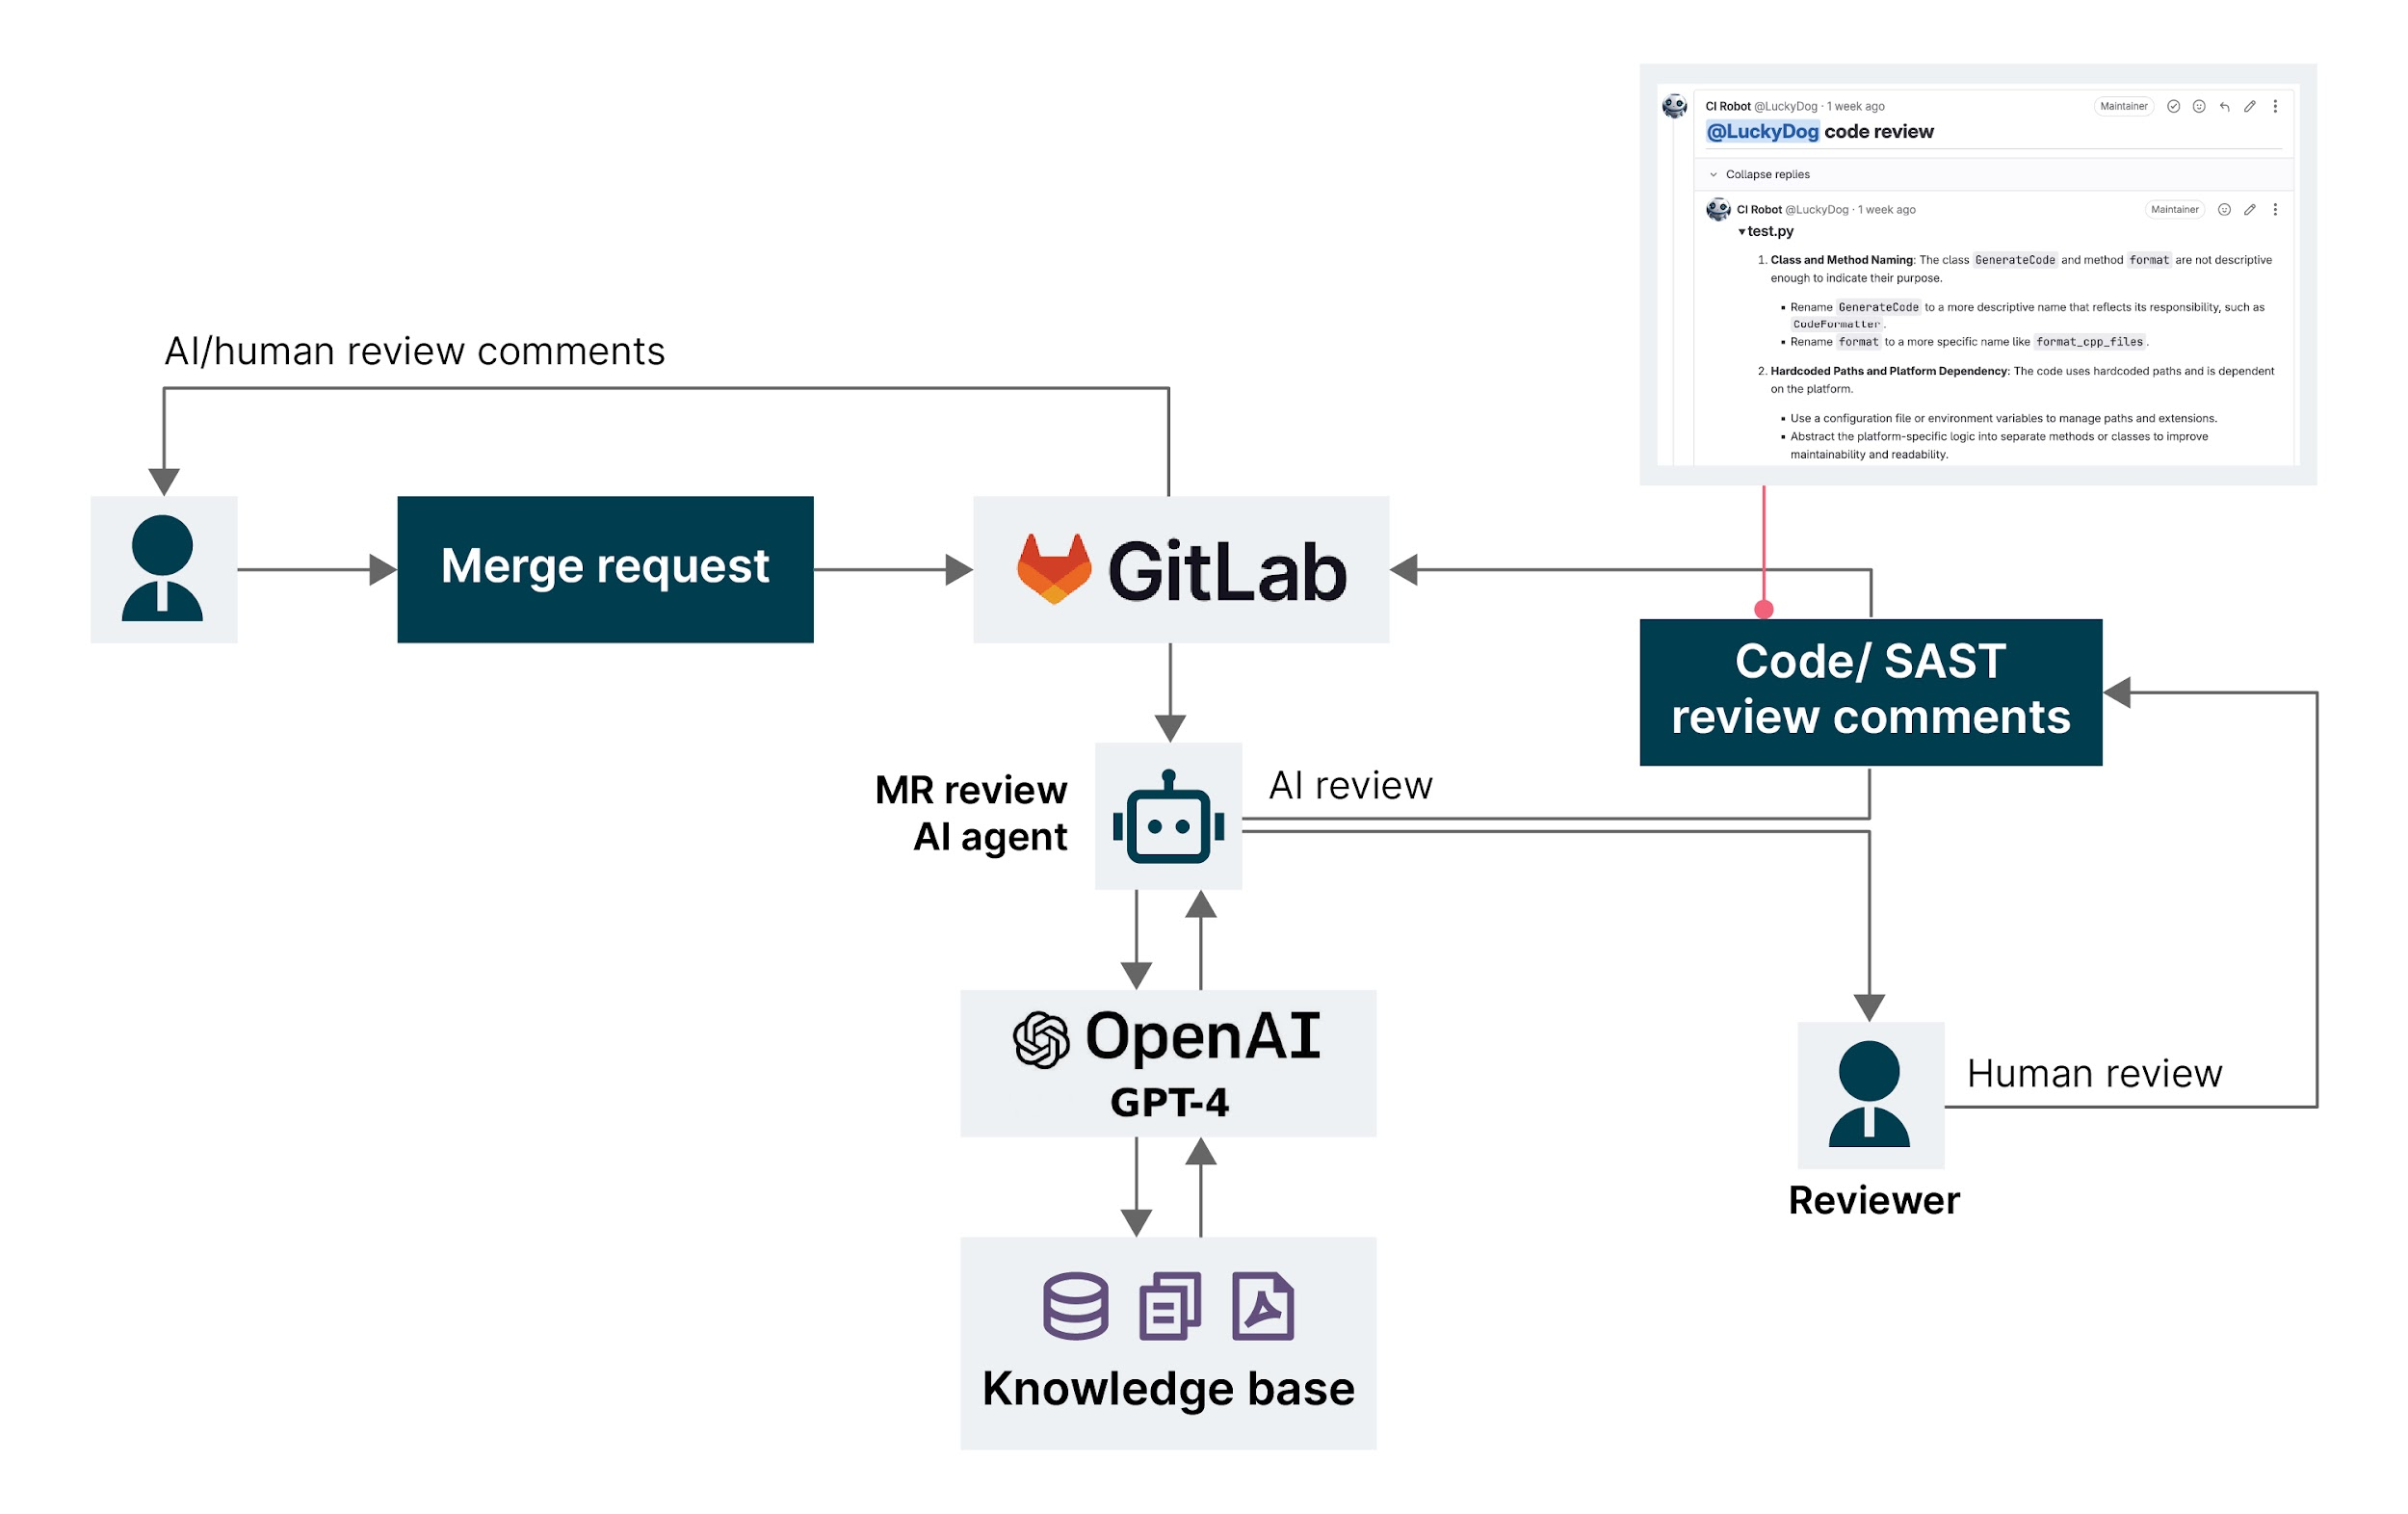 CI Robot @LuckyDog · 1 week ago
Maintainer
@LuckyDog code review
Collapse replies
CI Robot @LuckyDog · 1 week ago
Maintainer
test.py
1. Class and Method Naming: The class GenerateCode and method format are not descriptive
enough to indicate their purpose.
Rename GenerateCode to a more descriptive name that reflects its responsibility, such as
CodeFormatter.
Rename format to a more specific name like format_cpp_files.
2. Hardcoded Paths and Platform Dependency: The code uses hardcoded paths and is dependent
on the platform.
Use a configuration file or environment variables to manage paths and extensions.
Abstract the platform-specific logic into separate methods or classes to improve
maintainability and readability.
AI/human review comments
Merge request
GitLab
Code/ SAST
review comments
MR review
AI agent
AI review
OpenAI
GPT-4
Human review
Reviewer
Knowledge base